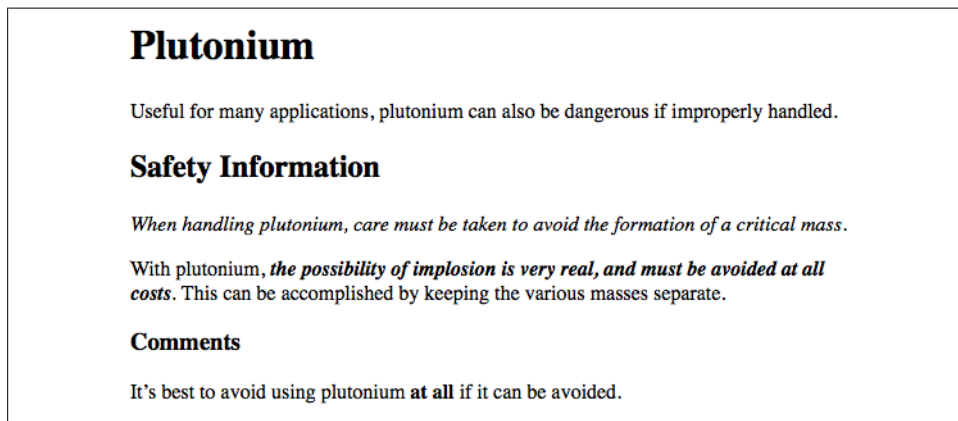 Plutonium
Useful for many applications, plutonium can also be dangerous if improperly handled.
Safety Information
When handling plutonium, care must be taken to avoid the formation of a critical mass.
With plutonium, the possibility of implosion is very real, and must be avoided at all
costs. This can be accomplished by keeping the various masses separate.
Comments
It's best to avoid using plutonium at all if it can be avoided.